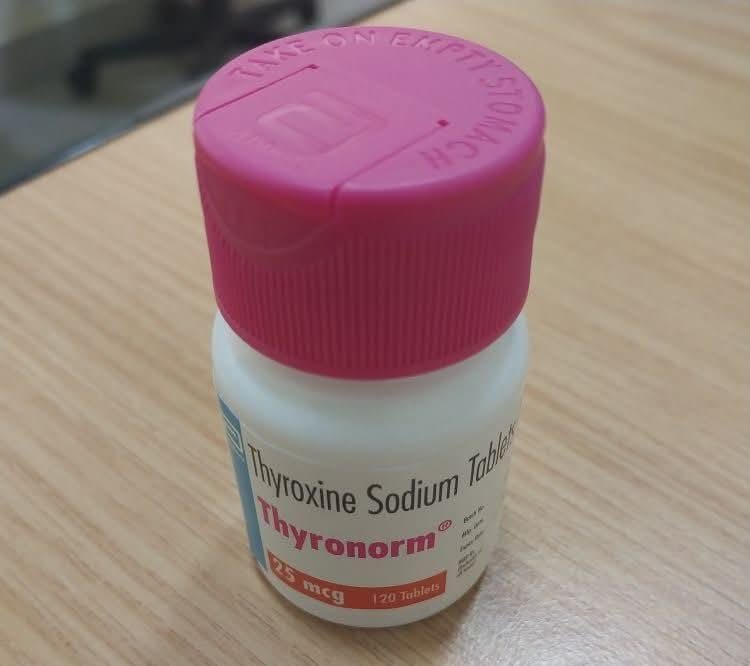 TAKE ON EMPTY STOMACH
Thyroxine Sodium Tablets
Thyronorm®
25 mcg
120 Tablets